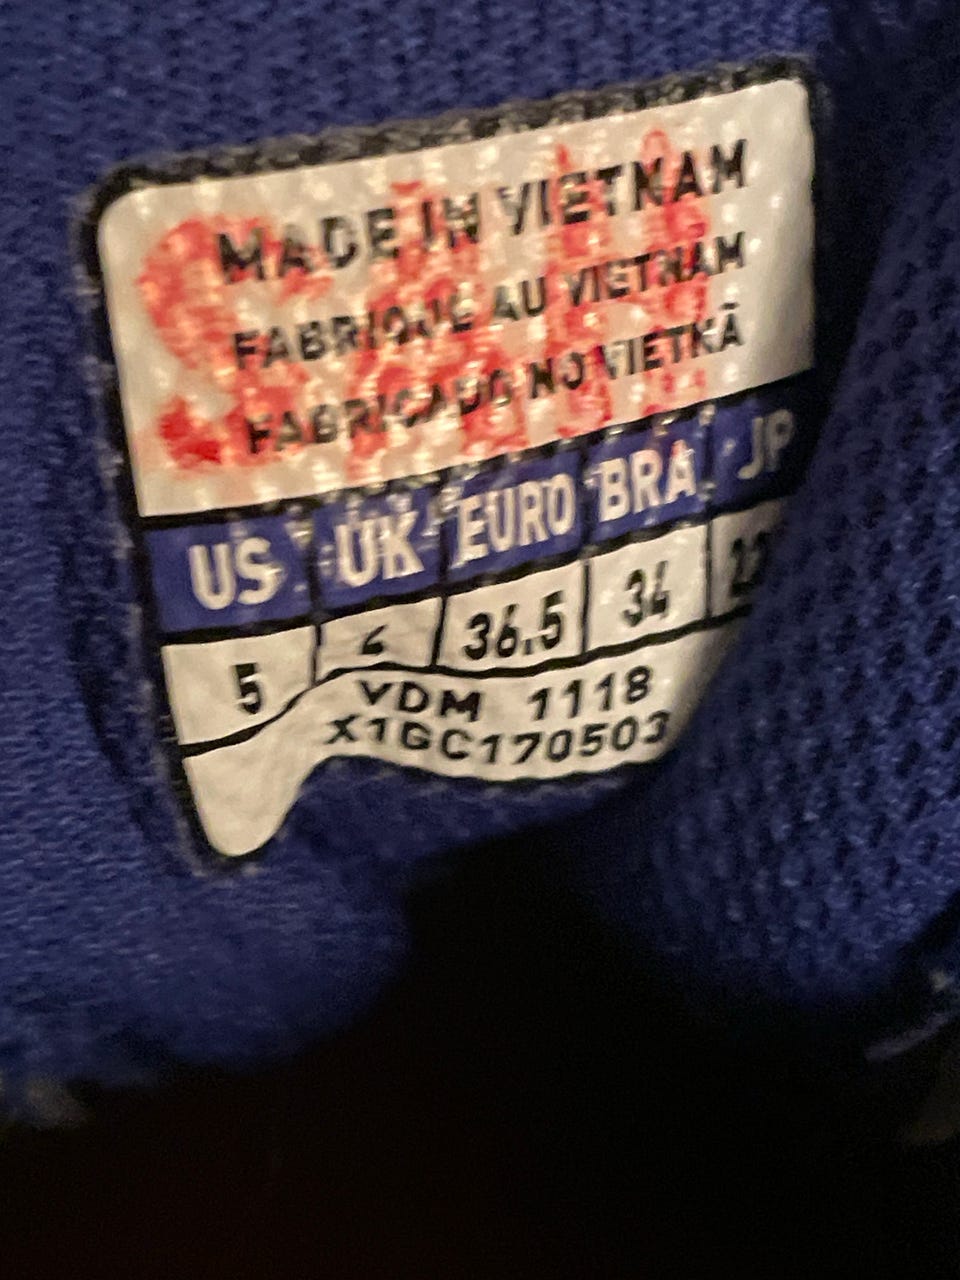 MADE IN VIETNAM
FABRIQUÉ AU VIETNAM
FABRICADO NO VIETNÃ
US UK EURO BRA JP
5 36.5 34
VDM 1118
X1GC170503